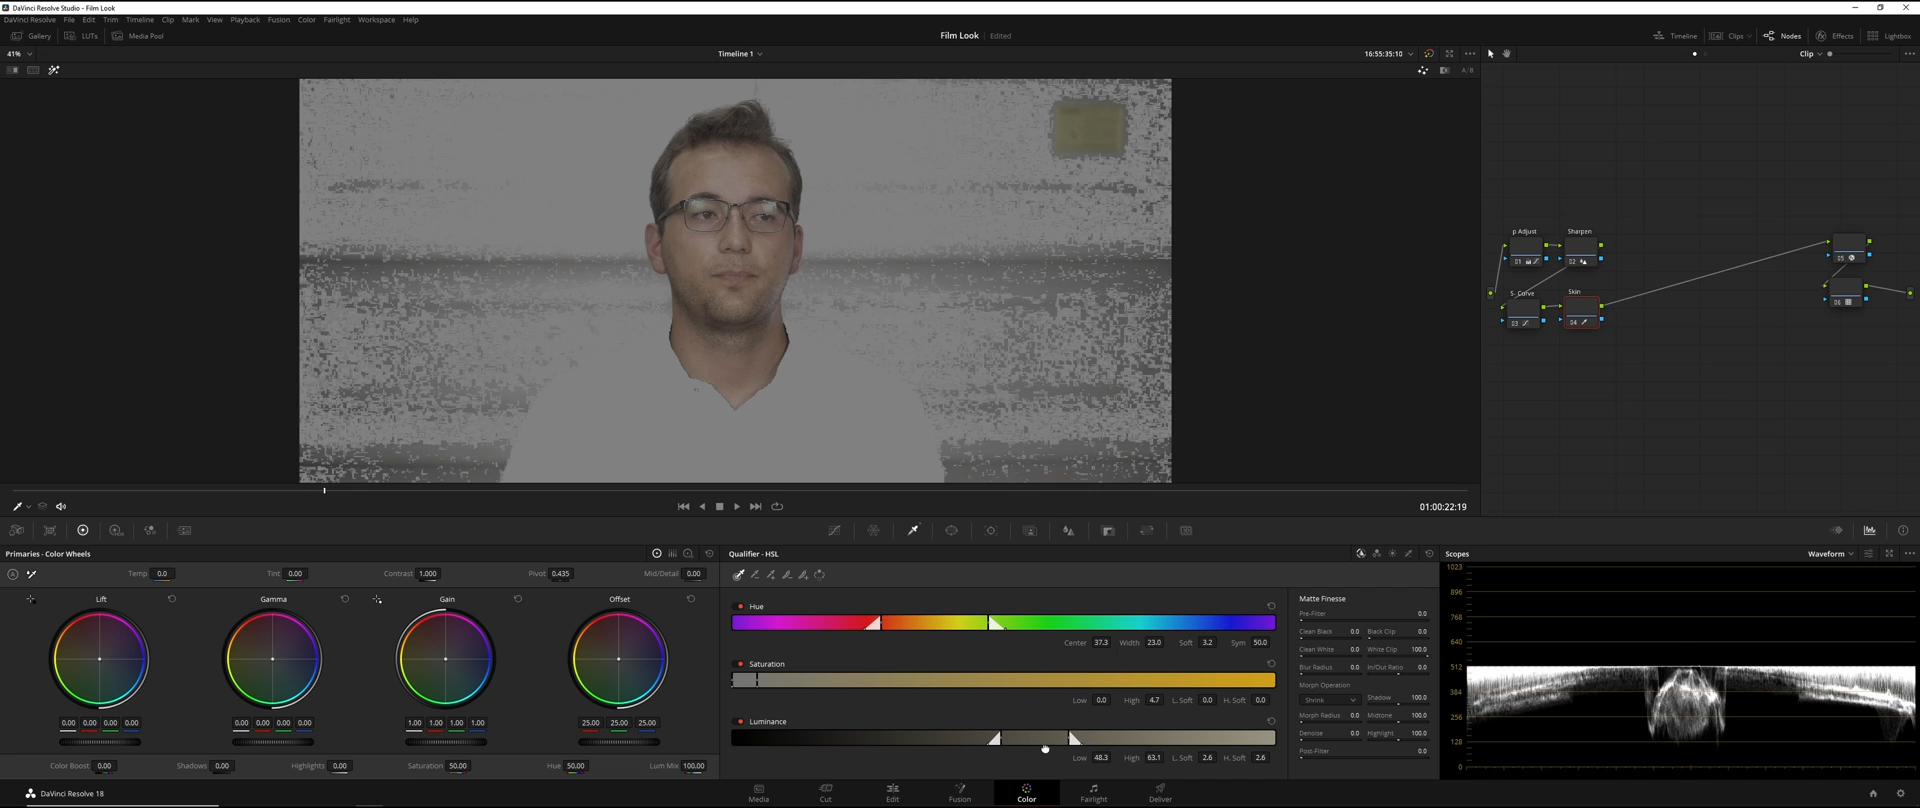 DaVinci Resolve Studio - Film Look
DaVinci Resolve File Edit Trim Timeline Clip Mark View Playback Fusion Color Fairlight Workspace Help
Gallery LUTs Media Pool Film Look Edited Timeline Clips Nodes Effects Lightbox
41% Timeline 1 16:55:35:10 Clip
A/B
p Adjust Sharpen
01 02 05
S- Curve Skin
03 04 06
01:00:22:19
Primaries - Color Wheels Qualifier - HSL Scopes Waveform
Temp 0.0 Tint 0.00 Contrast 1.000 Pivot 0.435 Mid/Detail 0.00
Lift Gamma Gain Offset
0.00 0.00 0.00 0.00 0.00 0.00 0.00 0.00 1.00 1.00 1.00 1.00 25.00 25.00 25.00
Color Boost 0.00 Shadows 0.00 Highlights 0.00 Saturation 50.00 Hue 50.00 Lum Mix 100.00
Hue
Center 37.3 Width 23.0 Soft 3.2 Sym 50.0
Saturation
Low 0.0 High 4.7 L. Soft 0.0 H. Soft 0.0
Luminance
Low 48.3 High 63.1 L. Soft 2.6 H. Soft 2.6
Matte Finesse
Pre-Filter 0.0
Clean Black 0.0 Black Clip 0.0
Clean White 0.0 White Clip 100.0
Blur Radius 0.0 In/Out Ratio 0.0
Morph Operation
Shrink Shadow 100.0
Morph Radius 0.0 Midtone 100.0
Denoise 0.0 Highlight 100.0
Post-Filter 0.0
1023
896
768
640
512
384
256
128
0
DaVinci Resolve 18 Media Cut Edit Fusion Color Fairlight Deliver